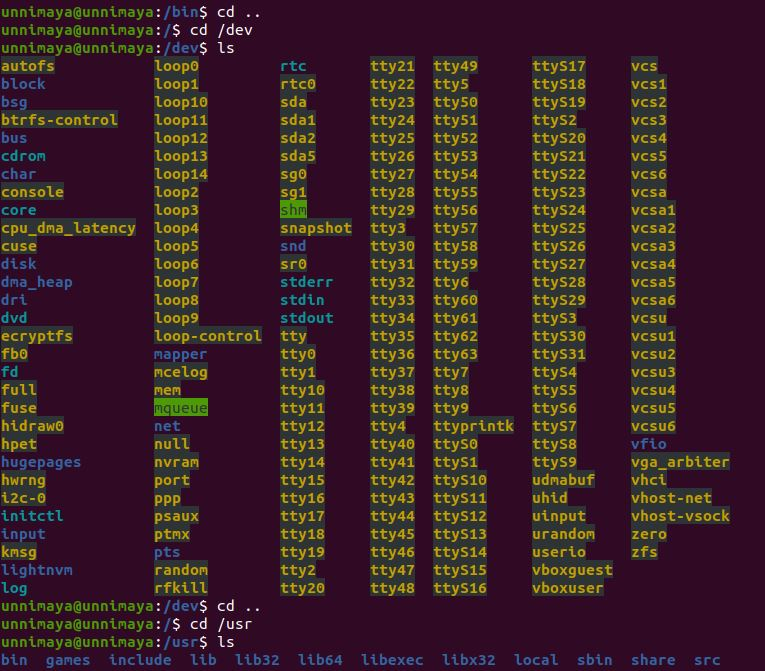 unnimaya@unnimaya:/bin$ cd ..
unnimaya@unnimaya:/$ cd /dev
unnimaya@unnimaya:/dev$ ls
autofs loop0 rtc tty21 tty49 ttyS17 vcs
block loop1 rtc0 tty22 tty5 ttyS18 vcs1
bsg loop10 sda tty23 tty50 ttyS19 vcs2
btrfs-control loop11 sda1 tty24 tty51 ttyS2 vcs3
bus loop12 sda2 tty25 tty52 ttyS20 vcs4
cdrom loop13 sda5 tty26 tty53 ttyS21 vcs5
char loop14 sg0 tty27 tty54 ttyS22 vcs6
console loop2 sg1 tty28 tty55 ttyS23 vcsa
core loop3 shm tty29 tty56 ttyS24 vcsa1
cpu_dma_latency loop4 snapshot tty3 tty57 ttyS25 vcsa2
cuse loop5 snd tty30 tty58 ttyS26 vcsa3
disk loop6 sr0 tty31 tty59 ttyS27 vcsa4
dma_heap loop7 stderr tty32 tty6 ttyS28 vcsa5
dri loop8 stdin tty33 tty60 ttyS29 vcsa6
dvd loop9 stdout tty34 tty61 ttyS3 vcsu
ecryptfs loop-control tty tty35 tty62 ttyS30 vcsu1
fb0 mapper tty0 tty36 tty63 ttyS31 vcsu2
fd mcelog tty1 tty37 tty7 ttyS4 vcsu3
full mem tty10 tty38 tty8 ttyS5 vcsu4
fuse mqueue tty11 tty39 tty9 ttyS6 vcsu5
hidraw0 net tty12 tty4 ttyprintk ttyS7 vcsu6
hpet null tty13 tty40 ttyS0 ttyS8 vfio
hugepages nvram tty14 tty41 ttyS1 ttyS9 vga_arbiter
hwrng port tty15 tty42 ttyS10 udmabuf vhci
i2c-0 ppp tty16 tty43 ttyS11 uhid vhost-net
initctl psaux tty17 tty44 ttyS12 uinput vhost-vsock
input ptmx tty18 tty45 ttyS13 urandom zero
kmsg pts tty19 tty46 ttyS14 userio zfs
lightnvm random tty2 tty47 ttyS15 vboxguest
log rfkill tty20 tty48 ttyS16 vboxuser
unnimaya@unnimaya:/dev$ cd ..
unnimaya@unnimaya:/$ cd /usr
unnimaya@unnimaya:/usr$ ls
bin games include lib lib32 lib64 libexec libx32 local sbin share src